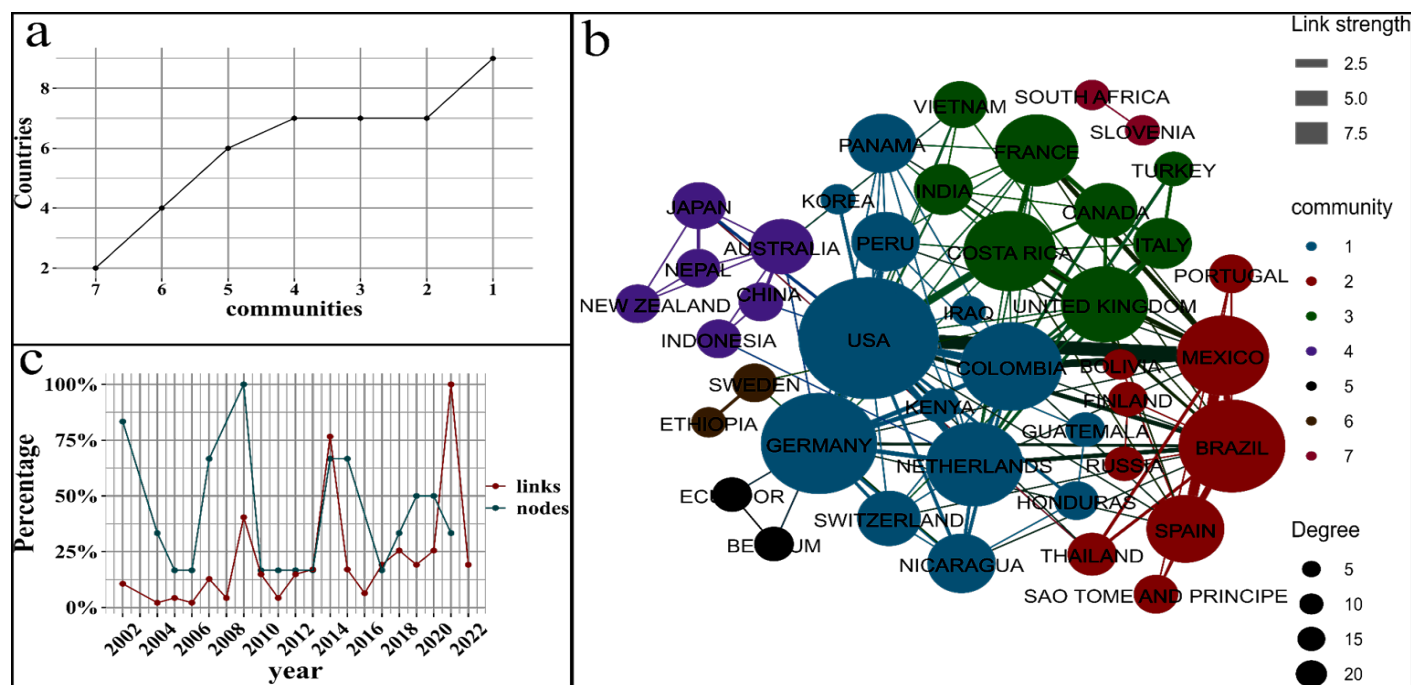 a
Countries
8
6
4
2
7 6 5 4 3 2 1
communities
b
VIETNAM
SOUTH AFRICA
SLOVENIA
PANAMA
FRANCE
TURKEY
INDIA
KOREA
JAPAN
CANADA
AUSTRALIA
PERU
COSTA RICA
ITALY
NEPAL
PORTUGAL
NEW ZEALAND
CHINA
UNITED KINGDOM
IRAQ
INDONESIA
USA
MEXICO
COLOMBIA
BOLIVIA
SWEDEN
FINLAND
KENYA
ETHIOPIA
GERMANY
GUATEMALA
BRAZIL
NETHERLANDS
RUSSIA
ECUADOR
HONDURAS
SWITZERLAND
SPAIN
BELGIUM
THAILAND
NICARAGUA
SAO TOME AND PRINCIPE
Link strength
2.5
5.0
7.5
community
1
2
3
4
5
6
7
Degree
5
10
15
20
c
Percentage
100%
75%
50%
25%
0%
2002 2004 2006 2008 2010 2012 2014 2016 2018 2020 2022
year
links
nodes